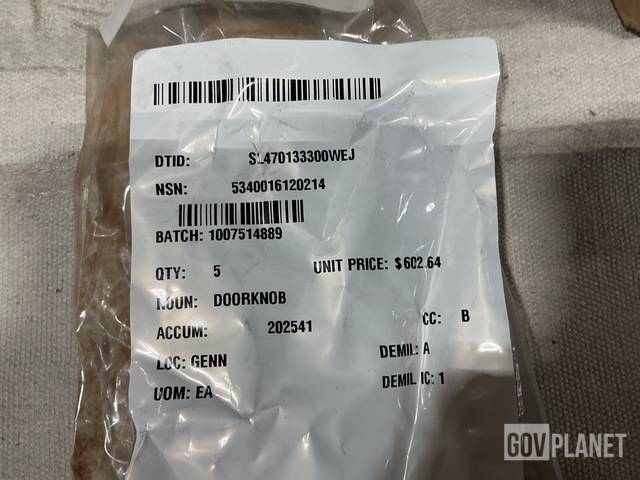 DTID: SL470133300WEJ
NSN: 5340016120214
BATCH: 1007514889
QTY: 5 UNIT PRICE: $602.64
NOUN: DOORKNOB
ACCUM: 202541 CC: B
LOC: GENN DEMIL: A
UOM: EA DEMIL IC: 1
GOVPLANET